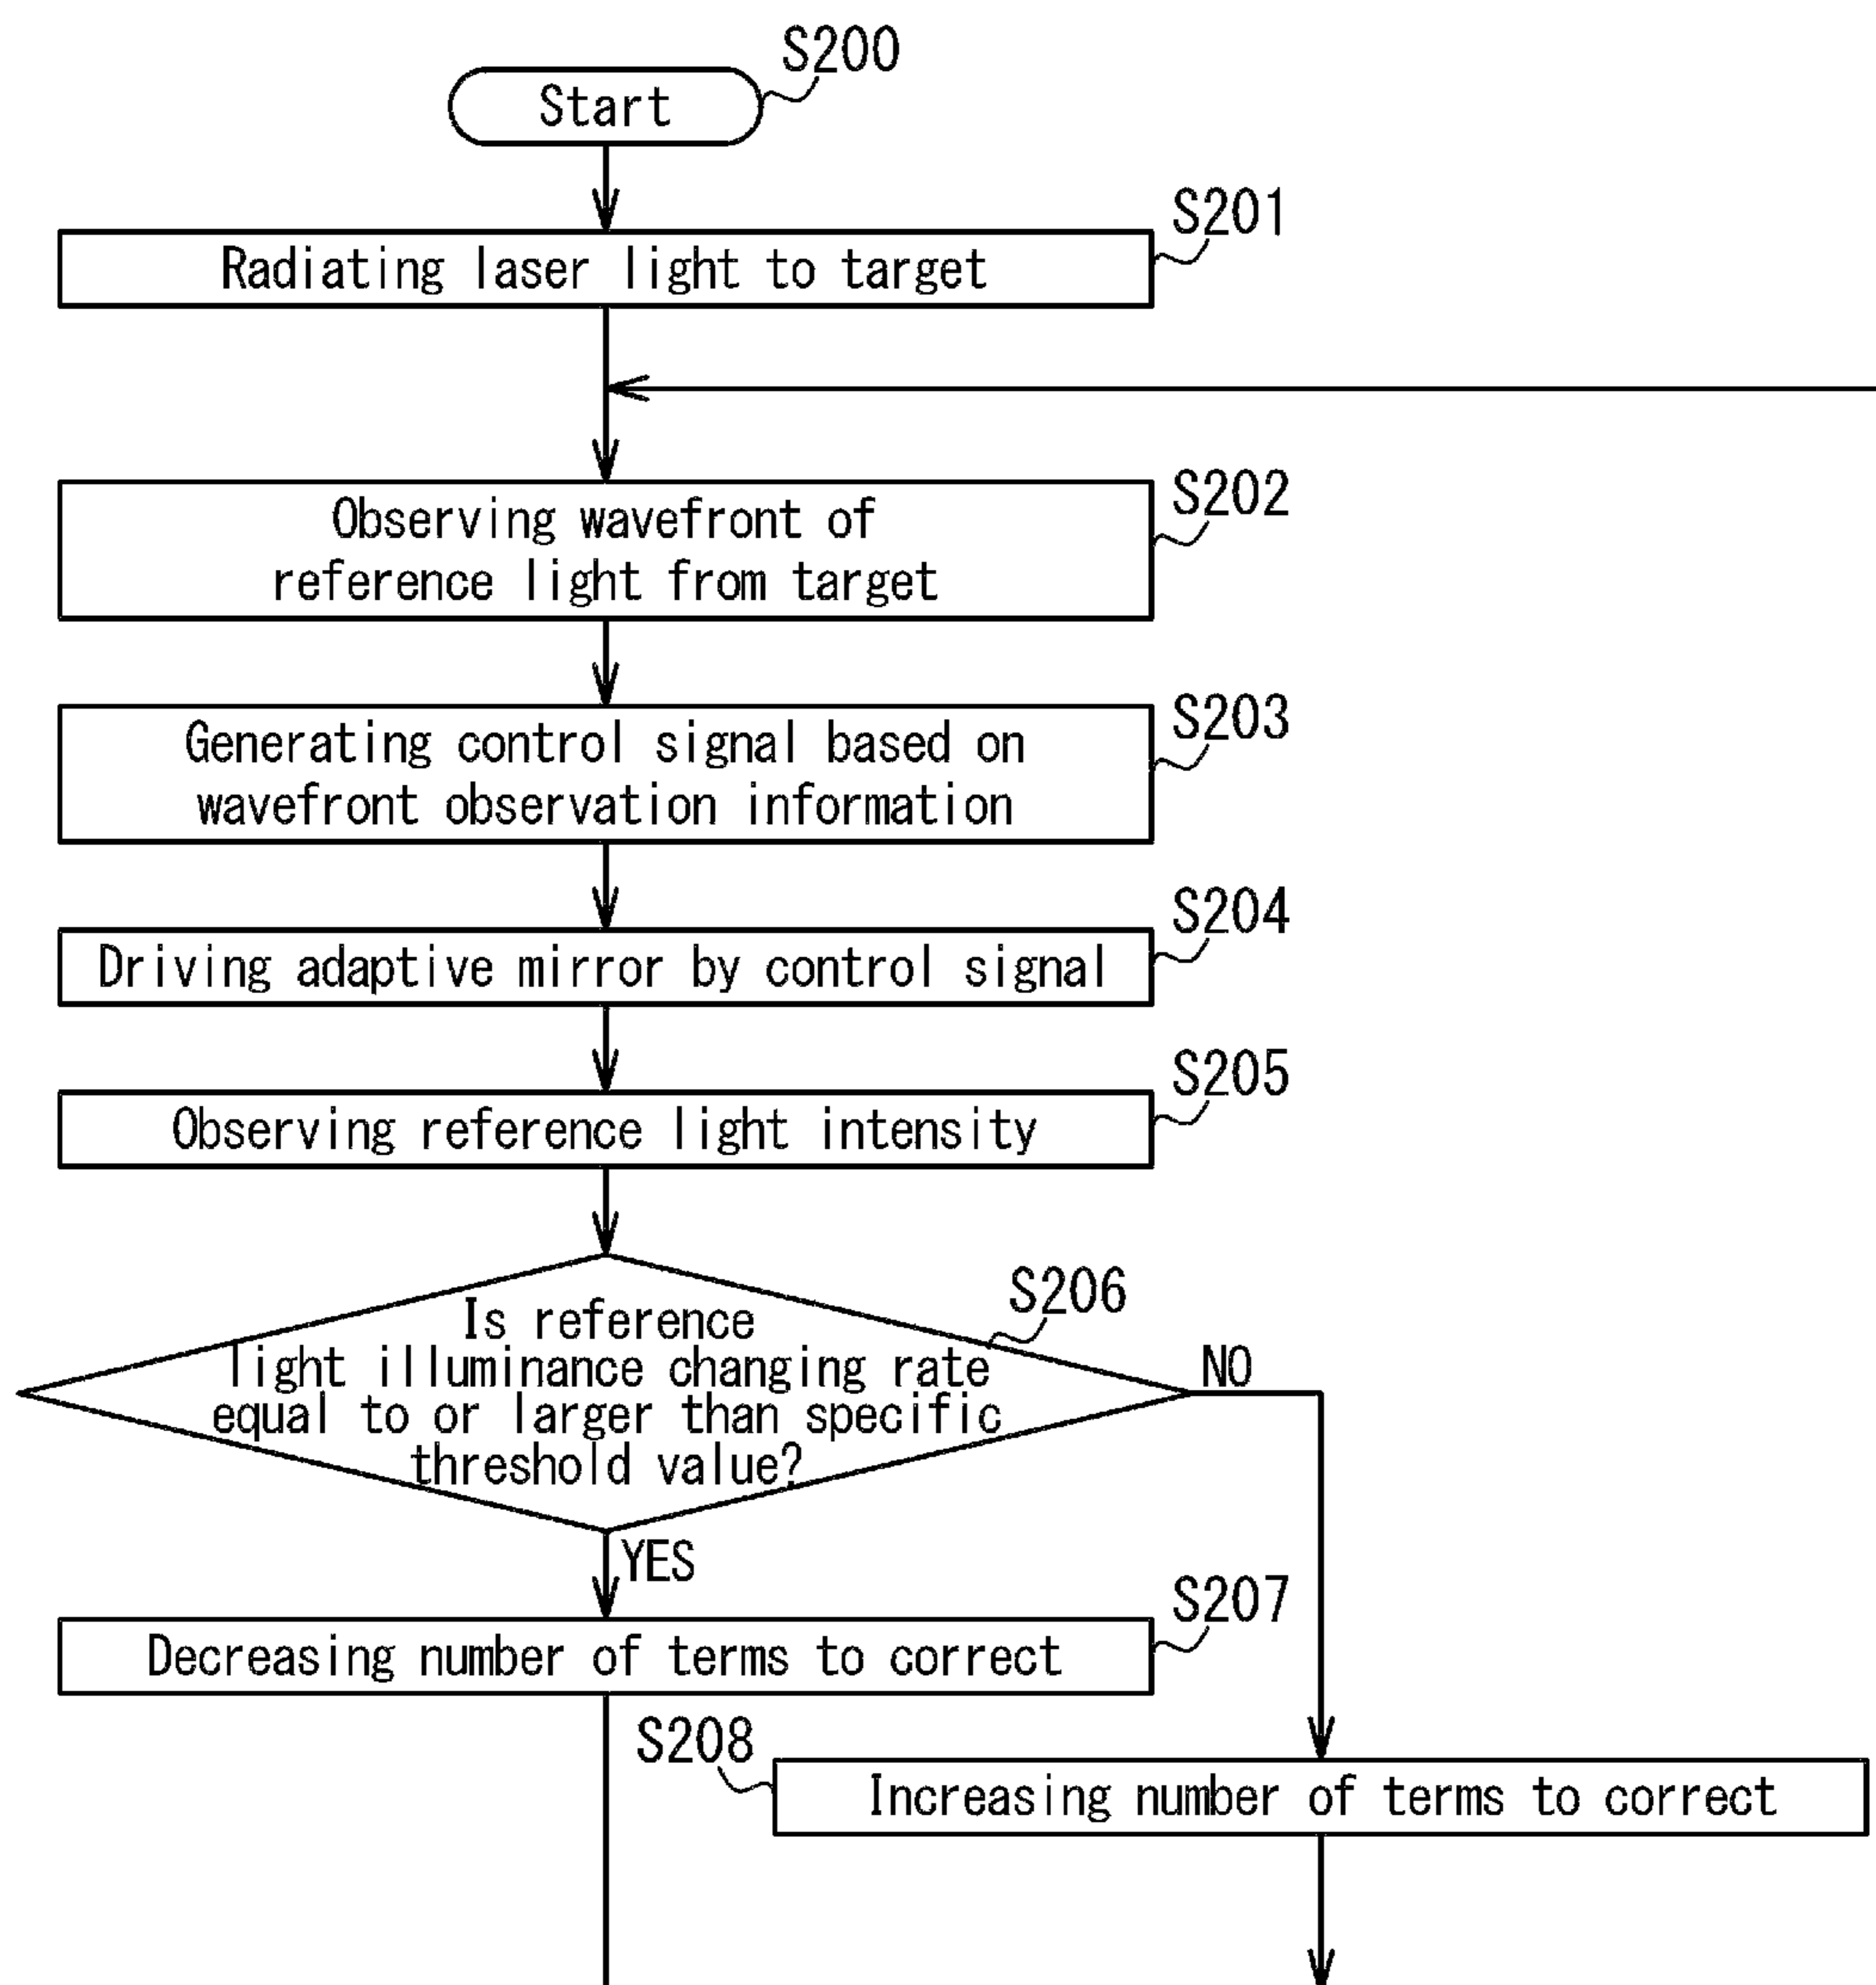 S200
Start
S201
Radiating laser light to target
S202
Observing wavefront of
reference light from target
S203
Generating control signal based on
wavefront observation information
S204
Driving adaptive mirror by control signal
S205
Observing reference light intensity
S206
Is reference
light illuminance changing rate
equal to or larger than specific
threshold value?
NO
YES
S207
Decreasing number of terms to correct
S208
Increasing number of terms to correct